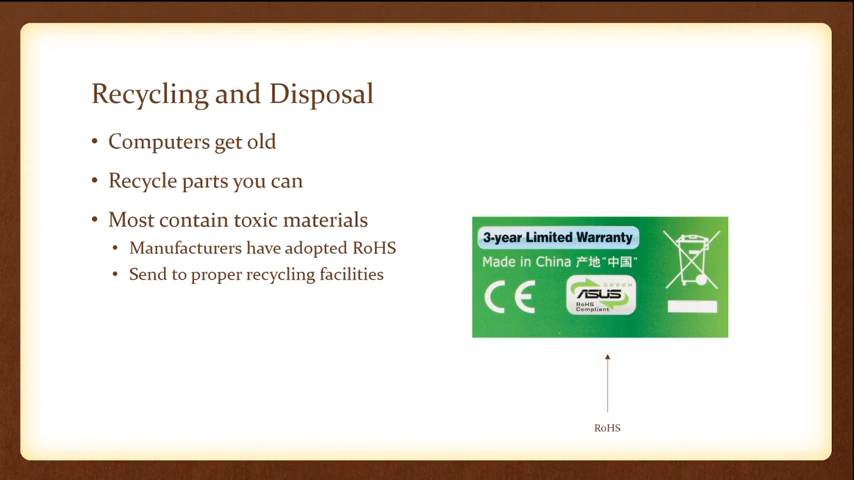 Recycling and Disposal
• Computers get old
• Recycle parts you can
• Most contain toxic materials
• Manufacturers have adopted RoHS
• Send to proper recycling facilities
3-year Limited Warranty
Made in China 产地"中国"
CE
GREEN
ASUS
RoHS
Compliant
RoHS